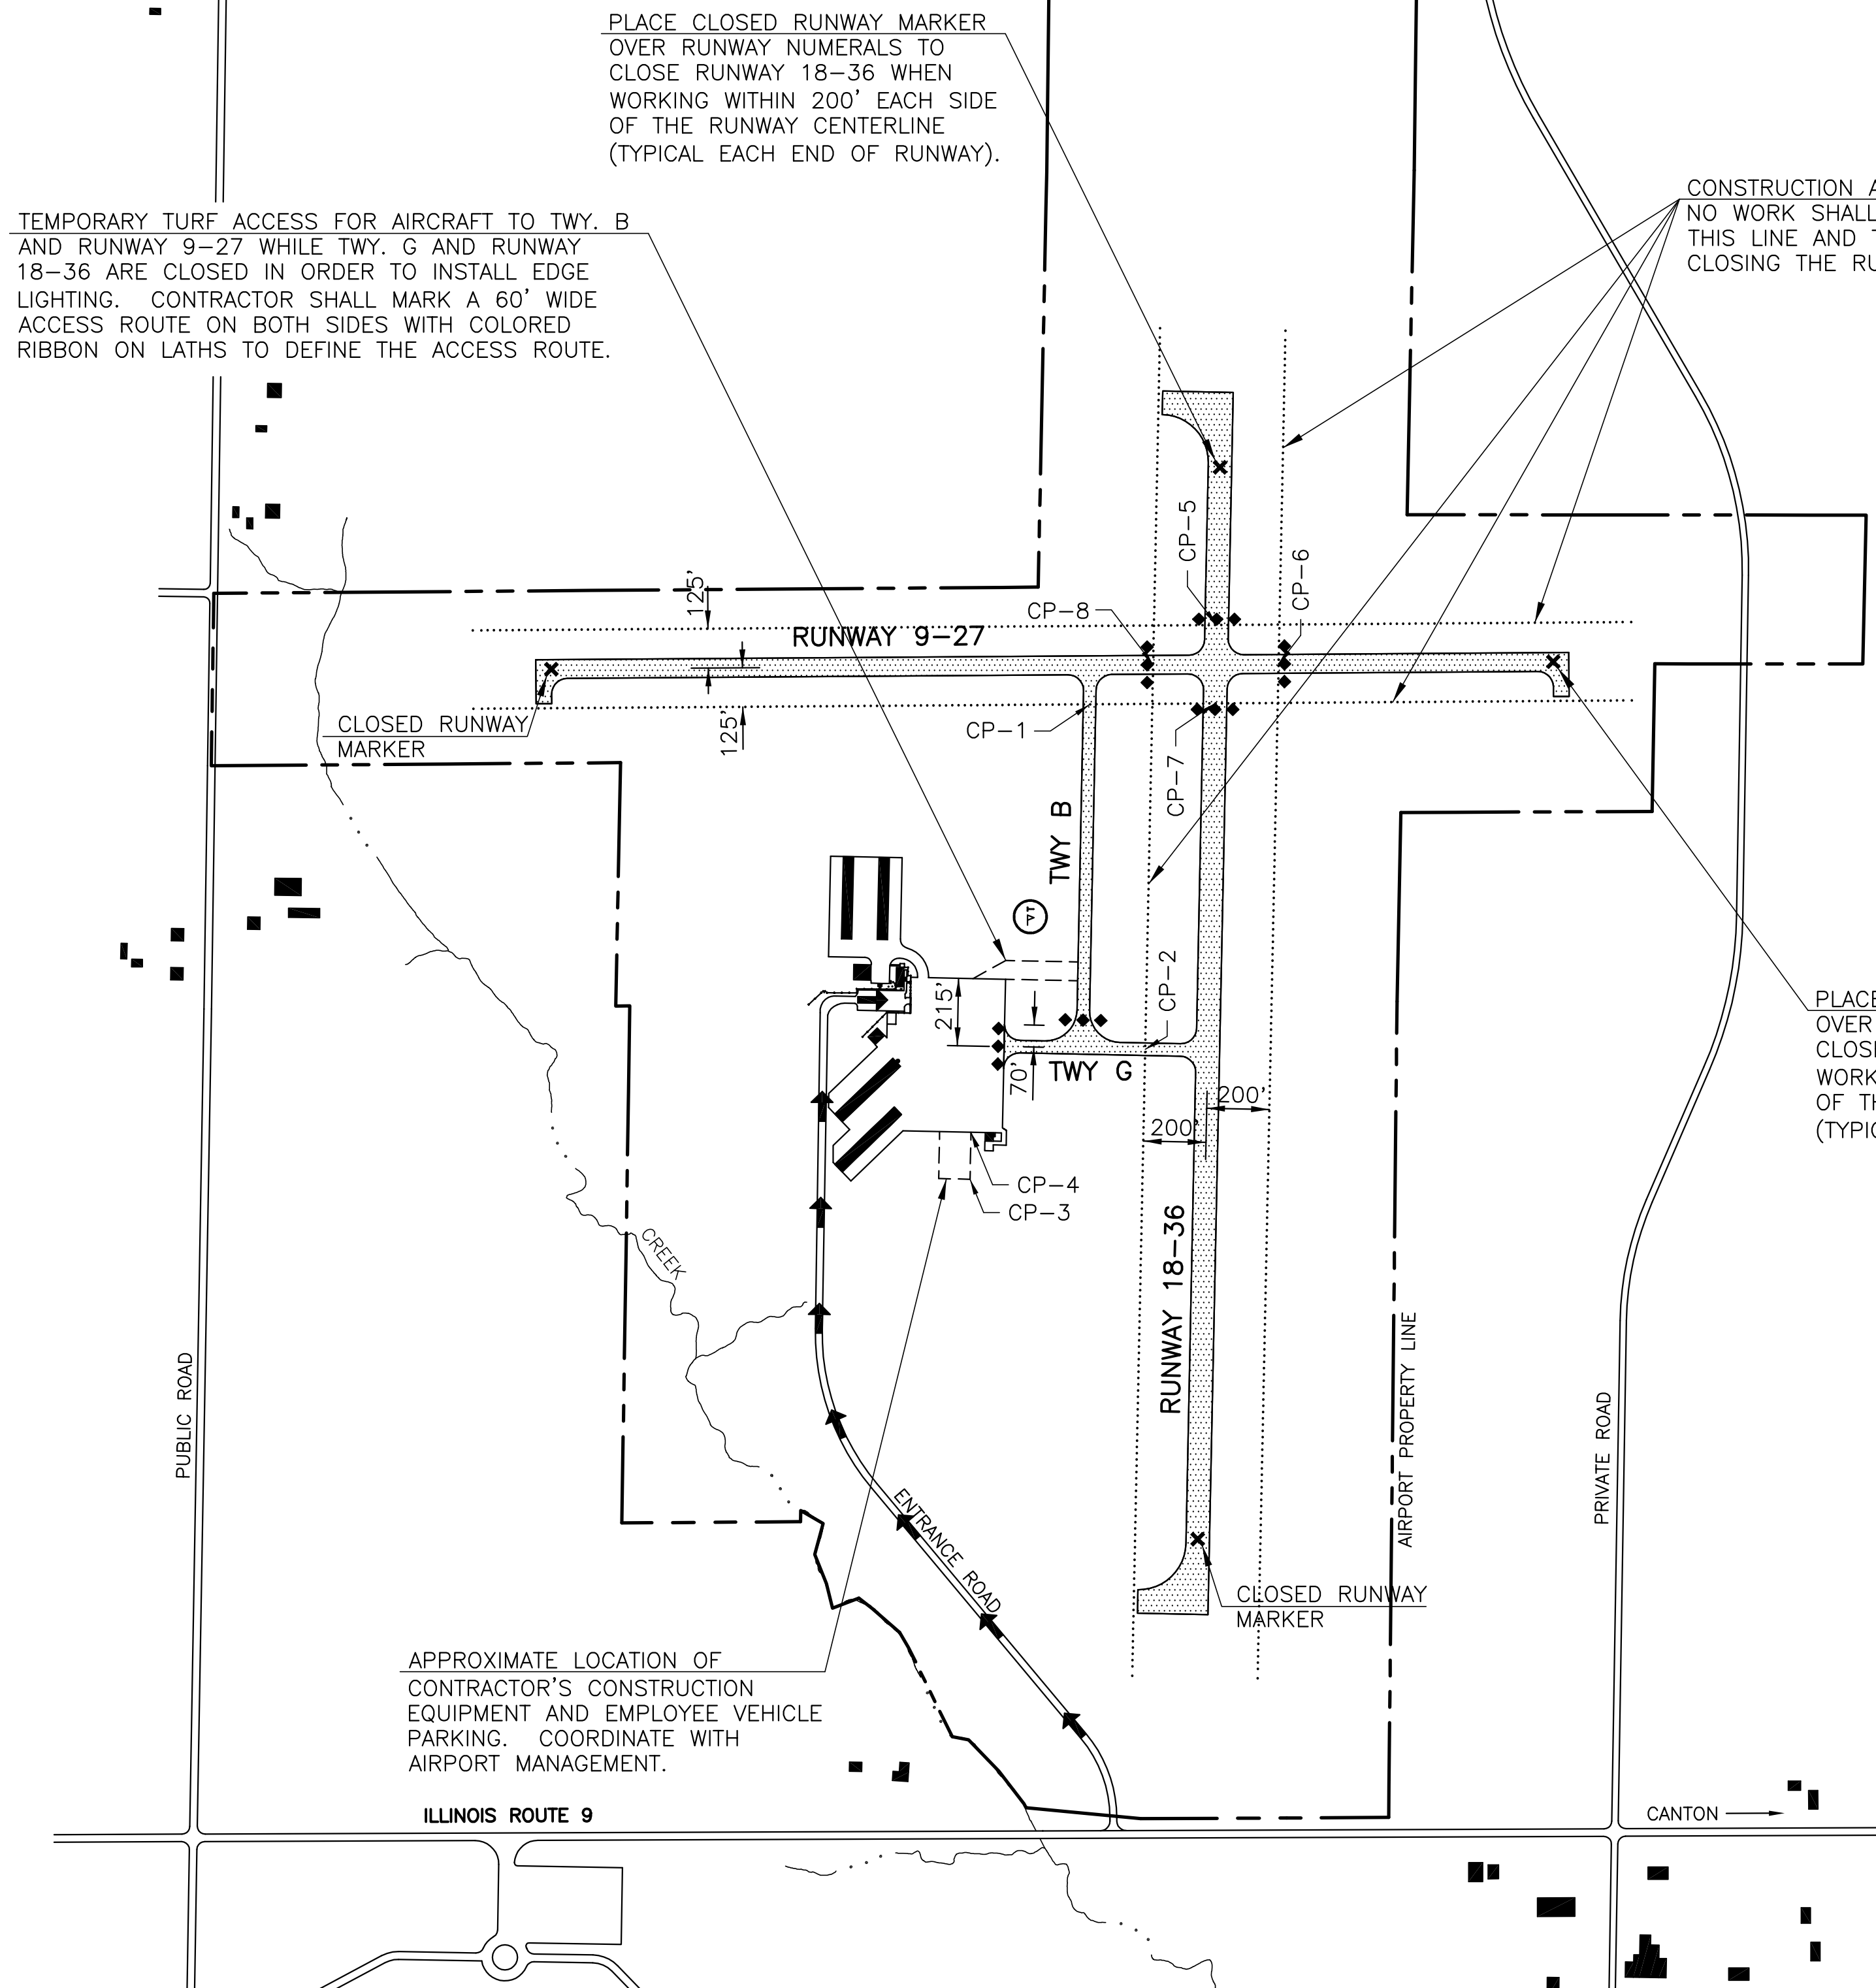 PLACE CLOSED RUNWAY MARKER
OVER RUNWAY NUMERALS TO
CLOSE RUNWAY 18-36 WHEN
WORKING WITHIN 200' EACH SIDE
OF THE RUNWAY CENTERLINE
(TYPICAL EACH END OF RUNWAY).
CONSTRUCTION
NO WORK SHALL
THIS LINE AND
CLOSING THE
TEMPORARY TURF ACCESS FOR AIRCRAFT TO TWY. B
AND RUNWAY 9-27 WHILE TWY. G AND RUNWAY
18-36 ARE CLOSED IN ORDER TO INSTALL EDGE
LIGHTING. CONTRACTOR SHALL MARK A 60' WIDE
ACCESS ROUTE ON BOTH SIDES WITH COLORED
RIBBON ON LATHS TO DEFINE THE ACCESS ROUTE.
CP-5
CP-6
125'
CP-8
RUNWAY 9-27
CLOSED RUNWAY
MARKER
125'
CP-1
CP-7
TWY B
CP-2
215'
70'
TWY G
200'
200'
PLACE
OVER
OF
CP-4
CP-3
CREEK
RUNWAY 18-36
PUBLIC ROAD
AIRPORT PROPERTY LINE
PRIVATE ROAD
ENTRANCE ROAD
CLOSED RUNWAY
MARKER
APPROXIMATE LOCATION OF
CONTRACTOR'S CONSTRUCTION
EQUIPMENT AND EMPLOYEE VEHICLE
PARKING. COORDINATE WITH
AIRPORT MANAGEMENT.
ILLINOIS ROUTE 9
CANTON